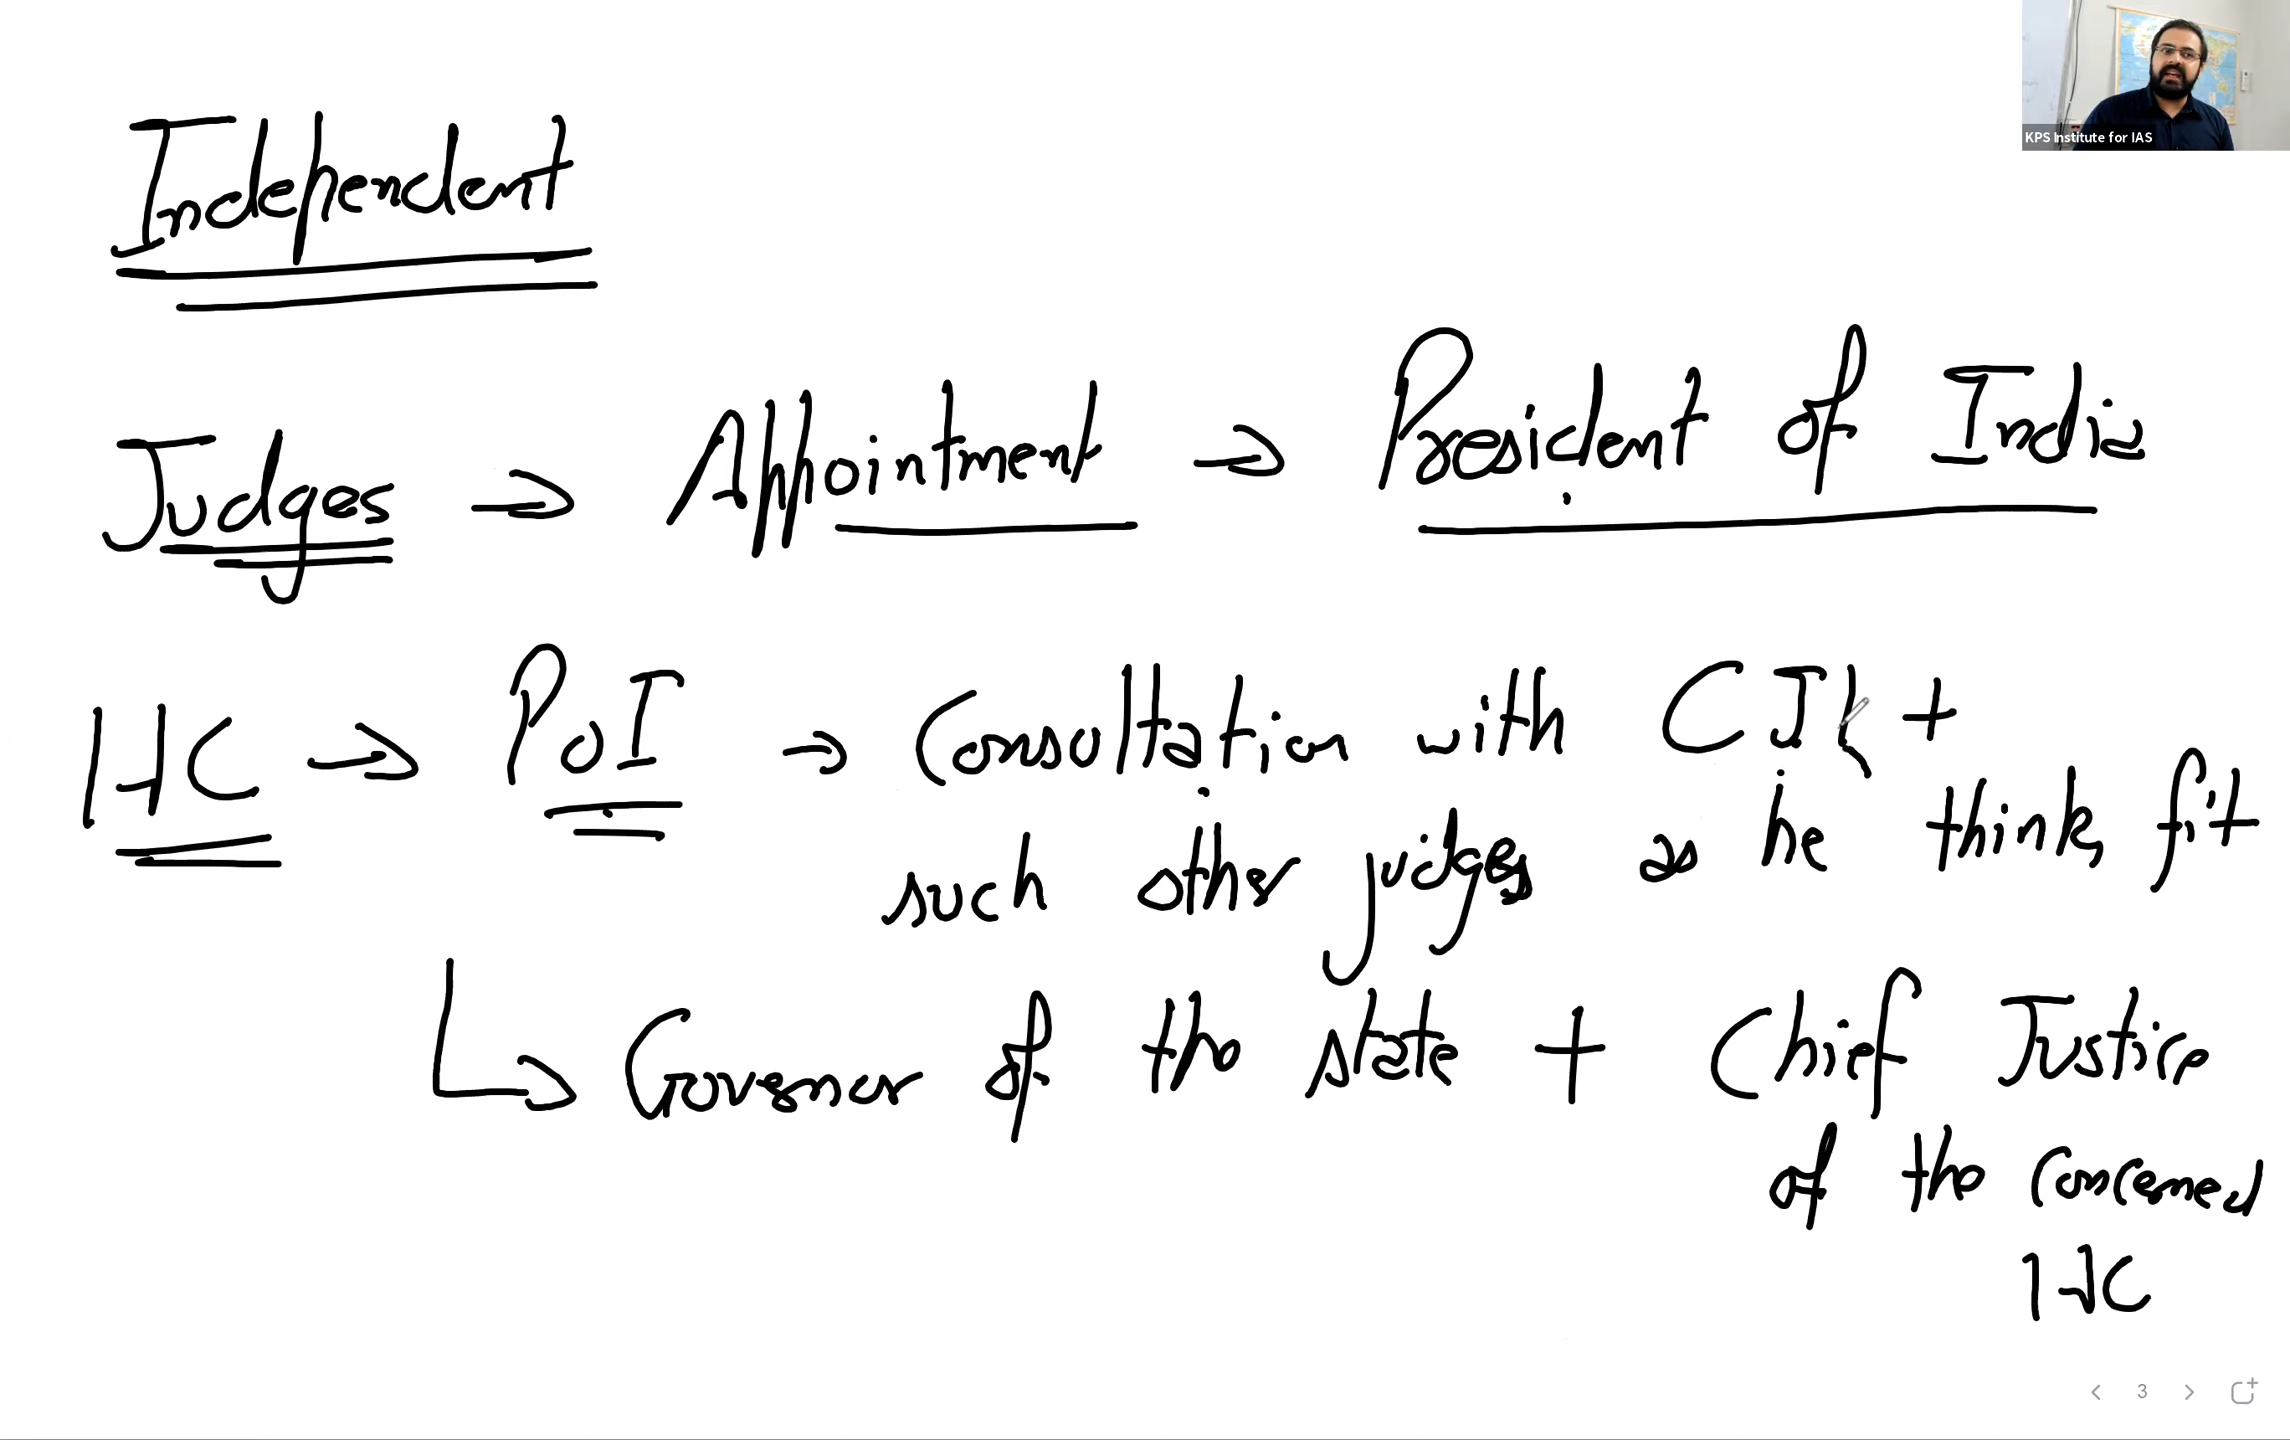 KPS Institute for IAS
Independent
Judges → Appointment → President of India
HC → PoI → Consultation with CJI +
such other judges as he think fit
↳ Governor of the state + Chief Justice
of the concerned
HC
3